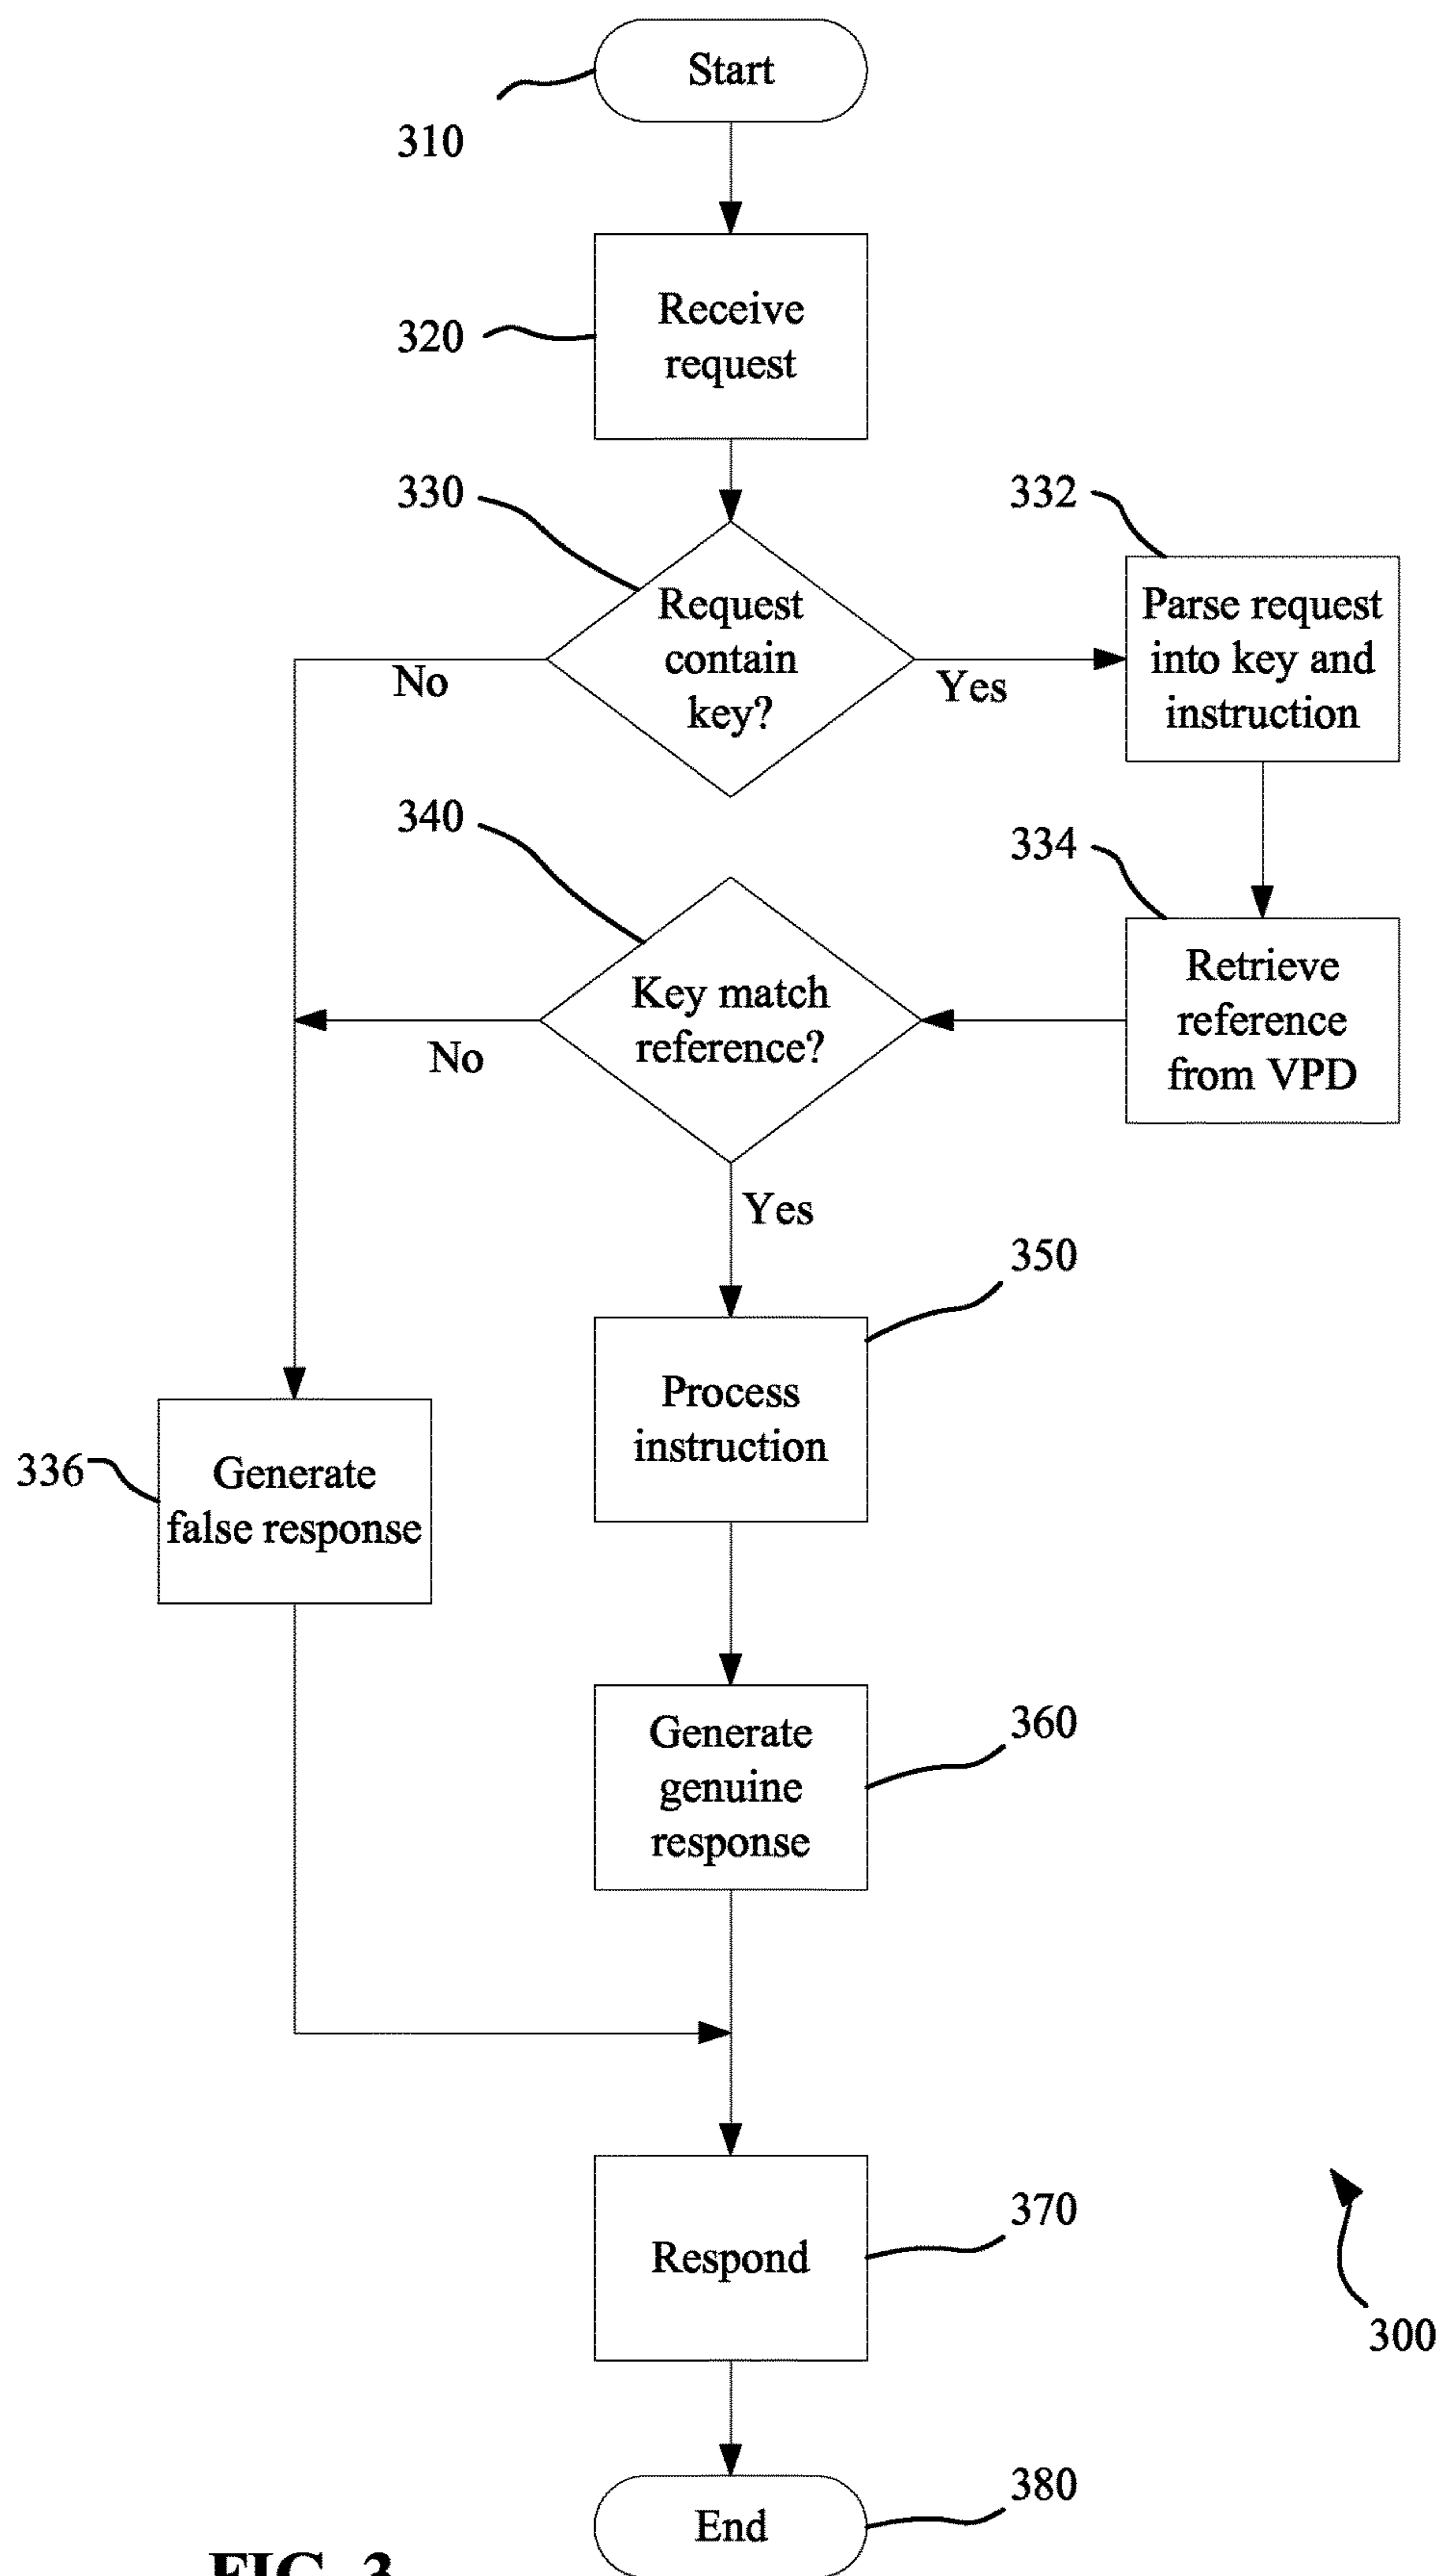 Start
310
Receive
request
320
330
Request
contain
key?
No
Yes
332
Parse request
into key and
instruction
340
334
Key match
reference?
No
Retrieve
reference
from VPD
Yes
350
Process
instruction
336
Generate
false response
Generate
genuine
response
360
Respond
370
300
End
380
FIG. 3